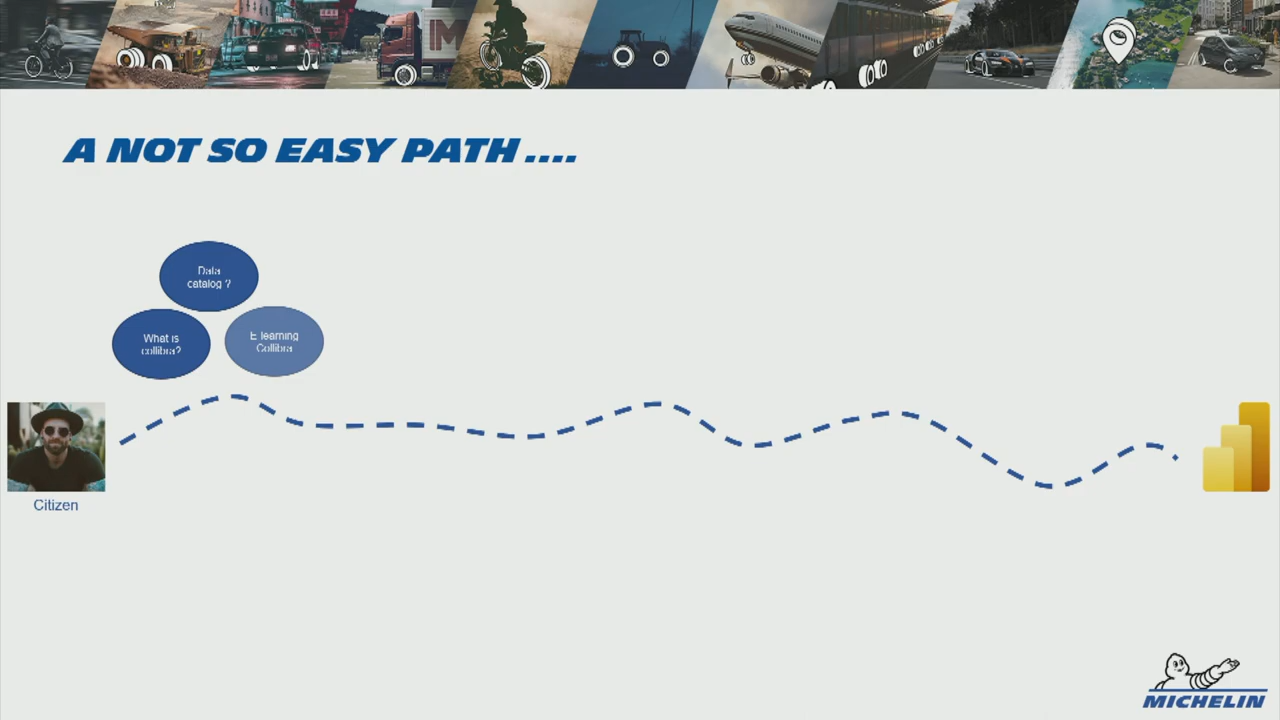 A NOT SO EASY PATH....
Data
catalog ?
What is
collibra?
E learning
Collibra
Citizen
MICHELIN